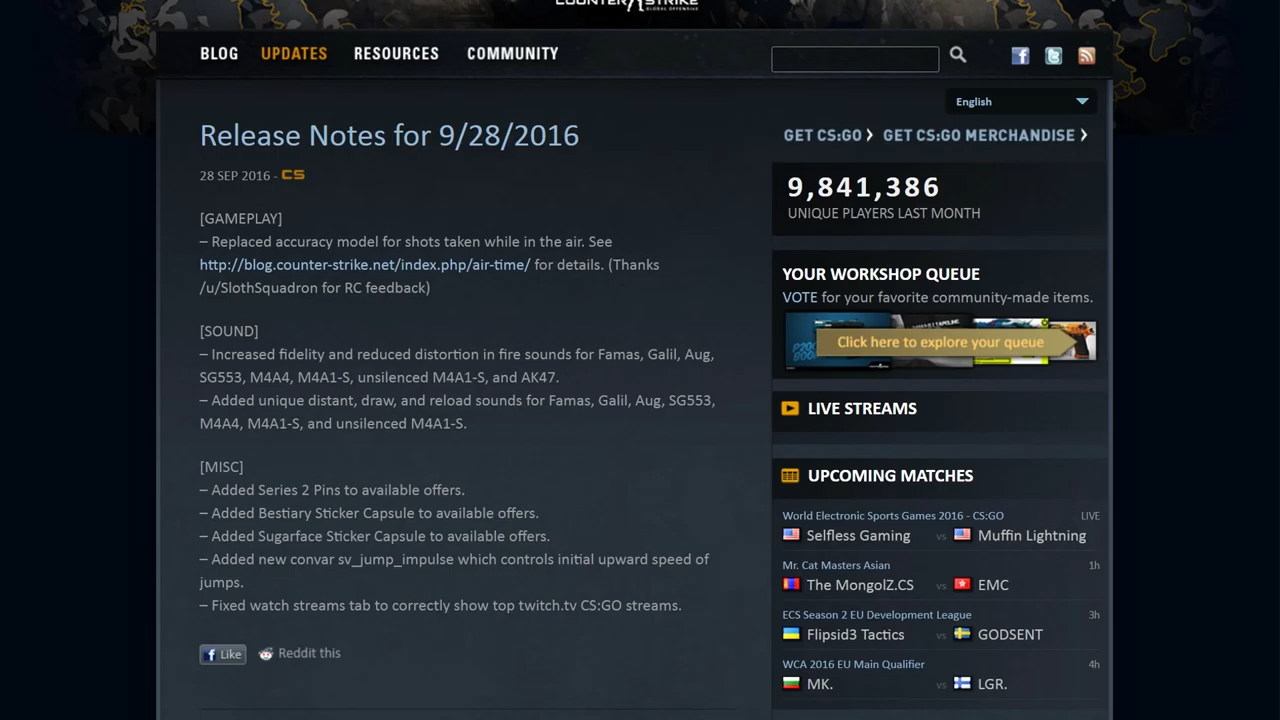 COUNTER STRIKE
GLOBAL OFFENSIVE
BLOG UPDATES RESOURCES COMMUNITY
English
Release Notes for 9/28/2016
28 SEP 2016 - CS
[GAMEPLAY]
– Replaced accuracy model for shots taken while in the air. See
http://blog.counter-strike.net/index.php/air-time/ for details. (Thanks
/u/SlothSquadron for RC feedback)
[SOUND]
– Increased fidelity and reduced distortion in fire sounds for Famas, Galil, Aug,
SG553, M4A4, M4A1-S, unsilenced M4A1-S, and AK47.
– Added unique distant, draw, and reload sounds for Famas, Galil, Aug, SG553,
M4A4, M4A1-S, and unsilenced M4A1-S.
[MISC]
– Added Series 2 Pins to available offers.
– Added Bestiary Sticker Capsule to available offers.
– Added Sugarface Sticker Capsule to available offers.
– Added new convar sv_jump_impulse which controls initial upward speed of
jumps.
– Fixed watch streams tab to correctly show top twitch.tv CS:GO streams.
Like Reddit this
GET CS:GO GET CS:GO MERCHANDISE
9,841,386
UNIQUE PLAYERS LAST MONTH
YOUR WORKSHOP QUEUE
VOTE for your favorite community-made items.
Click here to explore your queue
LIVE STREAMS
UPCOMING MATCHES
World Electronic Sports Games 2016 - CS:GO LIVE
Selfless Gaming vs Muffin Lightning
Mr. Cat Masters Asian 1h
The MongolZ.CS vs EMC
ECS Season 2 EU Development League 3h
Flipsid3 Tactics vs GODSENT
WCA 2016 EU Main Qualifier 4h
MK. vs LGR.